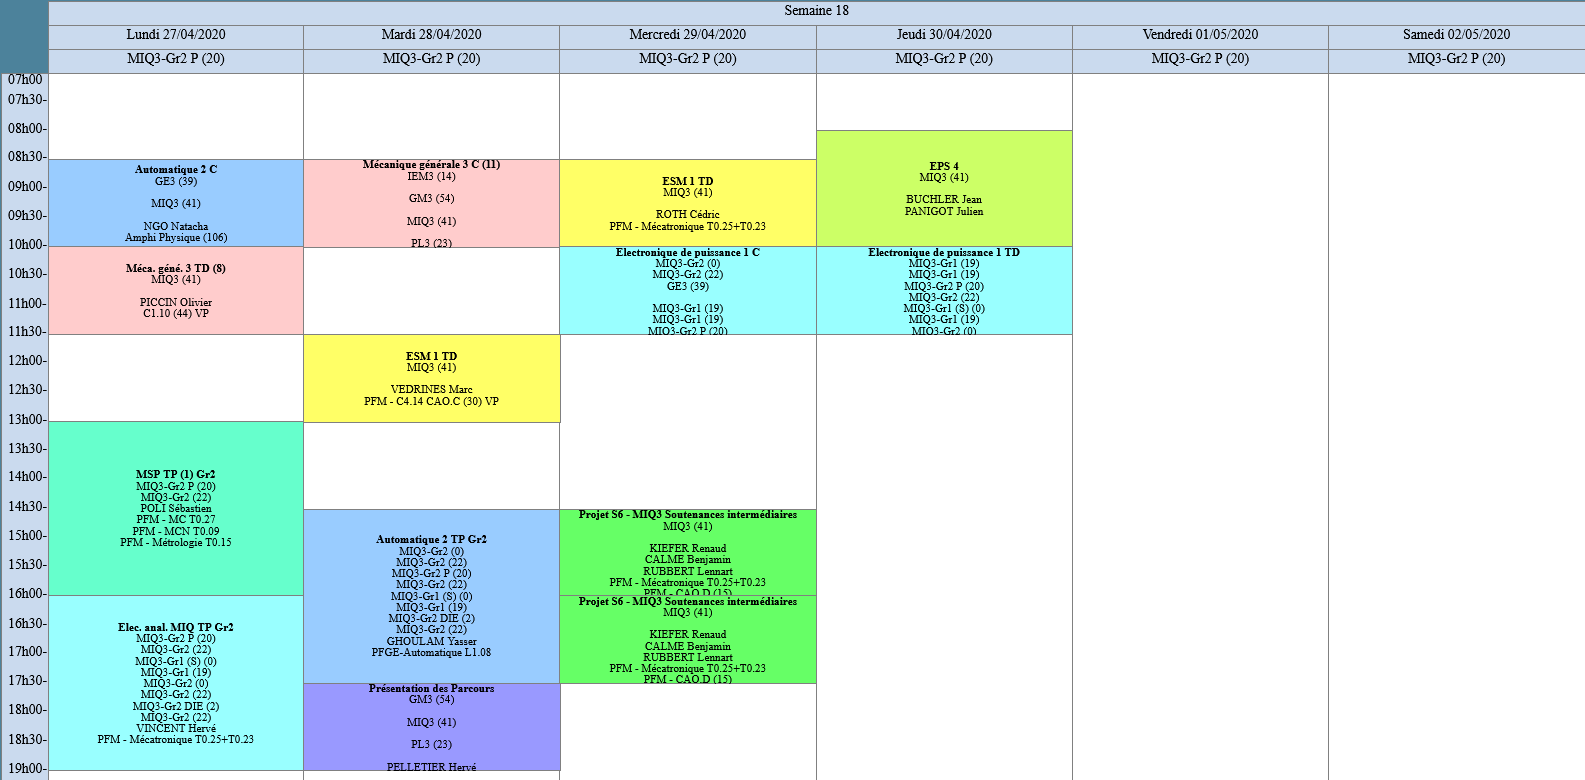 Semaine 18
Lundi 27/04/2020
Mardi 28/04/2020
Mercredi 29/04/2020
Jeudi 30/04/2020
Vendredi 01/05/2020
Samedi 02/05/2020
MIQ3-Gr2 P (20)
MIQ3-Gr2 P (20)
MIQ3-Gr2 P (20)
MIQ3-Gr2 P (20)
MIQ3-Gr2 P (20)
MIQ3-Gr2 P (20)
07h00
07h30-
08h00-
08h30-
09h00-
09h30-
10h00-
10h30-
11h00-
11h30-
12h00-
12h30-
13h00-
13h30-
14h00-
14h30-
15h00-
15h30-
16h00-
16h30-
17h00-
17h30-
18h00-
18h30-
19h00-
Automatique 2 C
GE3 (39)
MIQ3 (41)
NGO Natacha
Amphi Physique (106)
Méca. géné. 3 TD (8)
MIQ3 (41)
PICCIN Olivier
C1.10 (44) VP
MSP TP (1) Gr2
MIQ3-Gr2 P (20)
MIQ3-Gr2 (22)
POLI Sébastien
PFM - MC T0.27
PFM - MCN T0.09
PFM - Métrologie T0.15
Elec. anal. MIQ TP Gr2
MIQ3-Gr2 P (20)
MIQ3-Gr2 (22)
MIQ3-Gr1 (S) (0)
MIQ3-Gr1 (19)
MIQ3-Gr2 (0)
MIQ3-Gr2 (22)
MIQ3-Gr2 DIE (2)
MIQ3-Gr2 (22)
VINCENT Hervé
PFM - Mécatronique T0.25+T0.23
Mécanique générale 3 C (11)
IEM3 (14)
GM3 (54)
MIQ3 (41)
PL3 (23)
ESM 1 TD
MIQ3 (41)
VEDRINES Marc
PFM - C4.14 CAO.C (30) VP
Automatique 2 TP Gr2
MIQ3-Gr2 (0)
MIQ3-Gr2 (22)
MIQ3-Gr2 P (20)
MIQ3-Gr2 (22)
MIQ3-Gr1 (S) (0)
MIQ3-Gr1 (19)
MIQ3-Gr2 DIE (2)
MIQ3-Gr2 (22)
GHOULAM Yasser
PFGE-Automatique L1.08
Présentation des Parcours
GM3 (54)
MIQ3 (41)
PL3 (23)
PELLETIER Hervé
ESM 1 TD
MIQ3 (41)
ROTH Cédric
PFM - Mécatronique T0.25+T0.23
Electronique de puissance 1 C
MIQ3-Gr2 (0)
MIQ3-Gr2 (22)
GE3 (39)
MIQ3-Gr1 (19)
MIQ3-Gr1 (19)
MIQ3-Gr2 P (20)
Projet S6 - MIQ3 Soutenances intermédiaires
MIQ3 (41)
KIEFER Renaud
CALME Benjamin
RUBBERT Lennart
PFM - Mécatronique T0.25+T0.23
PFM - CAO.D (15)
Projet S6 - MIQ3 Soutenances intermédiaires
MIQ3 (41)
KIEFER Renaud
CALME Benjamin
RUBBERT Lennart
PFM - Mécatronique T0.25+T0.23
PFM - CAO.D (15)
EPS 4
MIQ3 (41)
BUCHLER Jean
PANIGOT Julien
Electronique de puissance 1 TD
MIQ3-Gr1 (19)
MIQ3-Gr1 (19)
MIQ3-Gr2 P (20)
MIQ3-Gr2 (22)
MIQ3-Gr1 (S) (0)
MIQ3-Gr1 (19)
MIQ3-Gr2 (0)